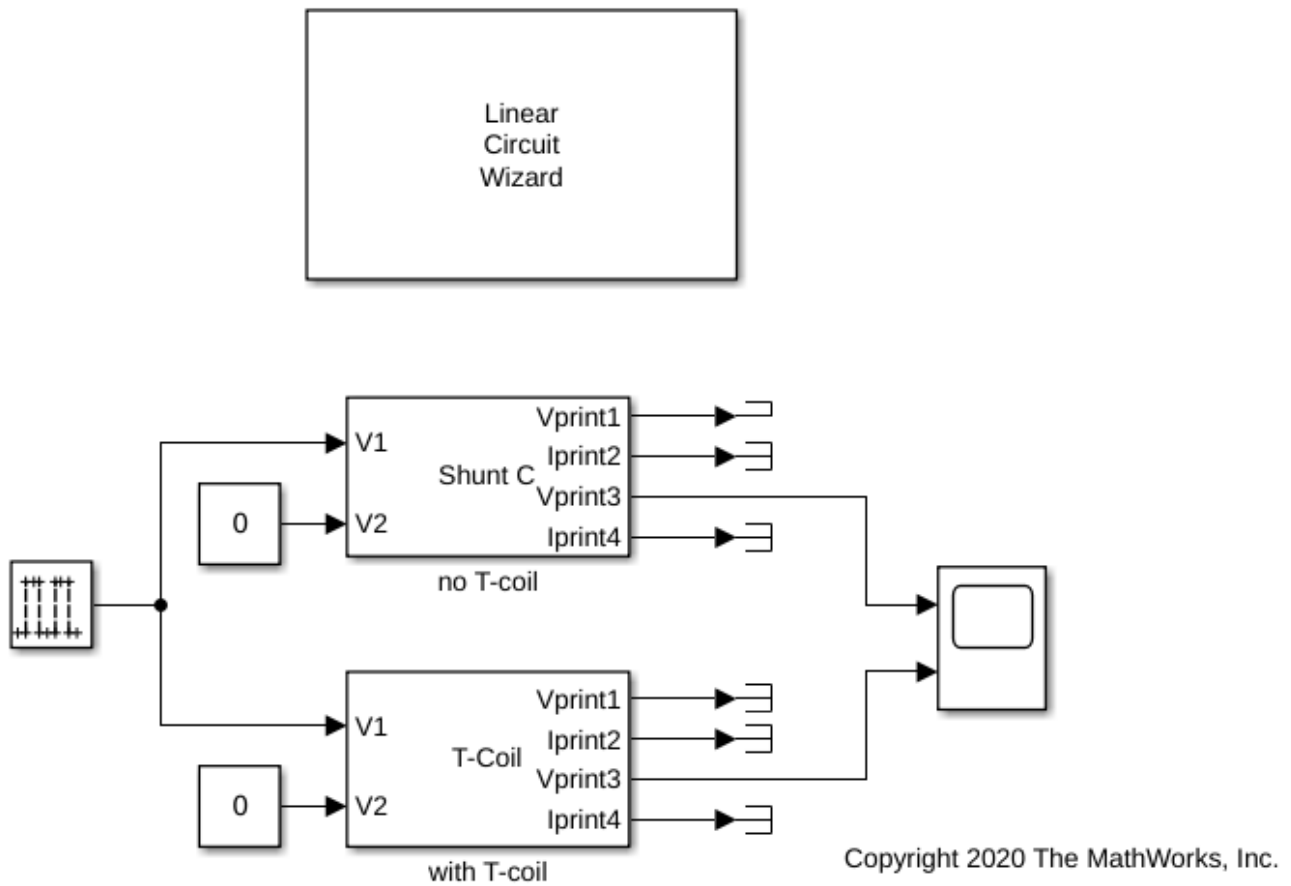 Linear
Circuit
Wizard
V1
V2
Shunt C
Vprint1
Iprint2
Vprint3
Iprint4
0
no T-coil
V1
V2
T-Coil
Vprint1
Iprint2
Vprint3
Iprint4
0
with T-coil
Copyright 2020 The MathWorks, Inc.